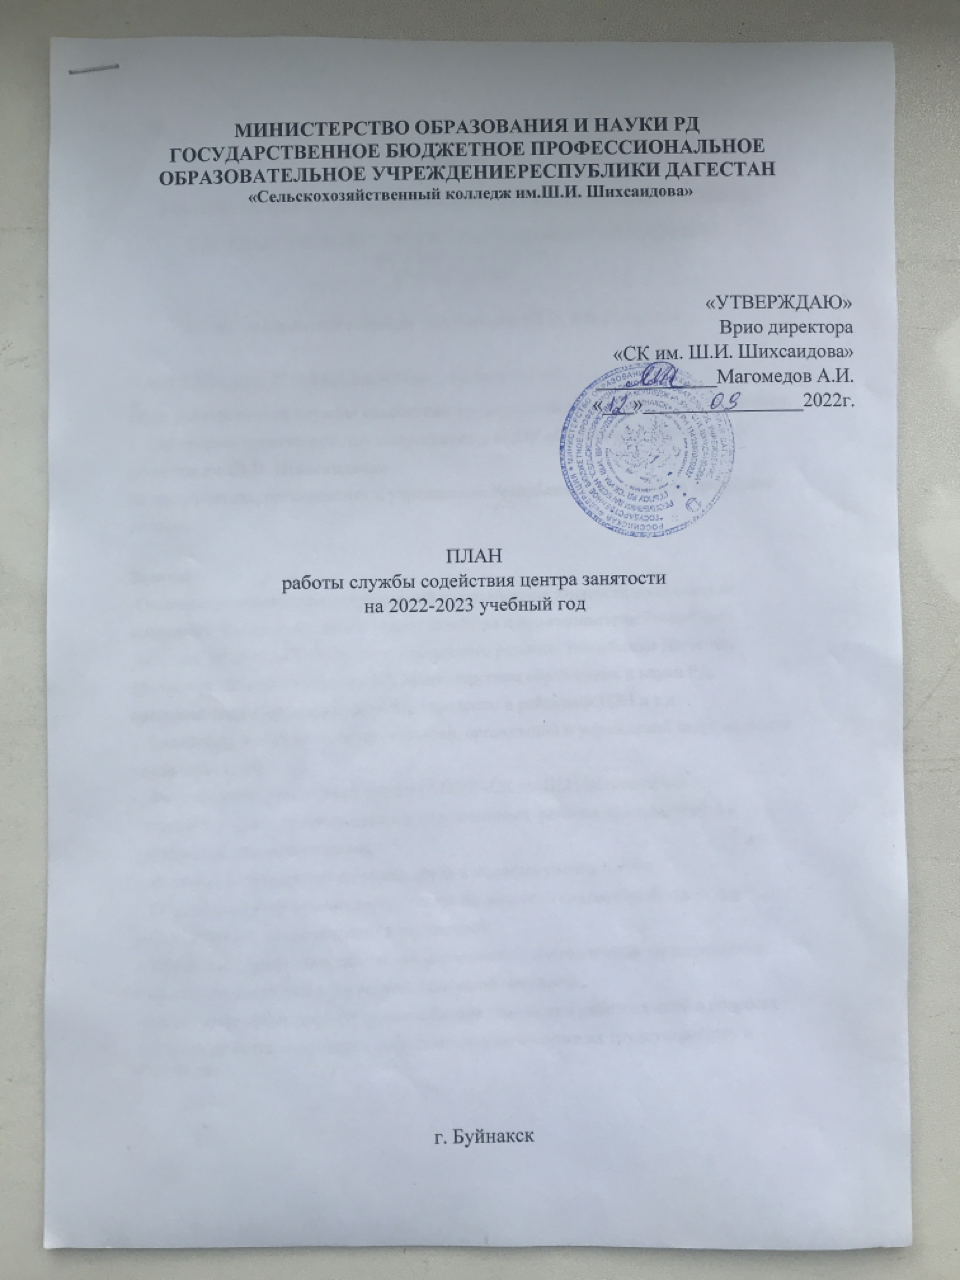 МИНИСТЕРСТВО ОБРАЗОВАНИЯ И НАУКИ РД
ГОСУДАРСТВЕННОЕ БЮДЖЕТНОЕ ПРОФЕССИОНАЛЬНОЕ
ОБРАЗОВАТЕЛЬНОЕ УЧРЕЖДЕНИЕРЕСПУБЛИКИ ДАГЕСТАН
«Сельскохозяйственный колледж им.Ш.И. Шихсаидова»
«УТВЕРЖДАЮ»
Врио директора
«СК им. Ш.И. Шихсаидова»
Магомедов А.И.
«12» 09 2022г.
ПЛАН
работы службы содействия центра занятости
на 2022-2023 учебный год
г. Буйнакск